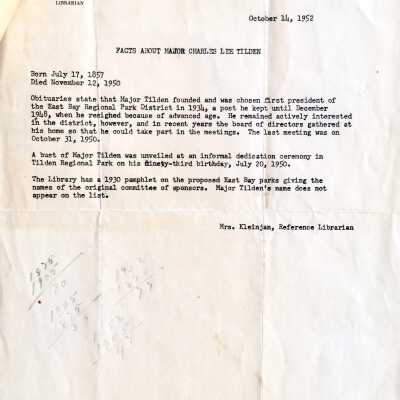 LIBRARIAN
October 14, 1952
FACTS ABOUT MAJOR CHARLES LEE TILDEN
Born July 17, 1857
Died November 12, 1950
Obituaries state that Major Tilden founded and was chosen first president of
the East Bay Regional Park District in 1934, a post he kept until December
1948, when he resigned because of advanced age. He remained actively interested
in the district, however, and in recent years the board of directors gathered at
his home so that he could take part in the meetings. The last meeting was on
October 31, 1950.
A bust of Major Tilden was unveiled at an informal dedication ceremony in
Tilden Regional Park on his ninety-third birthday, July 20, 1950.
The Library has a 1930 pamphlet on the proposed East Bay parks giving the
names of the original committee of sponsors. Major Tilden's name does not
appear on the list.
Mrs. Kleinjan, Reference Librarian